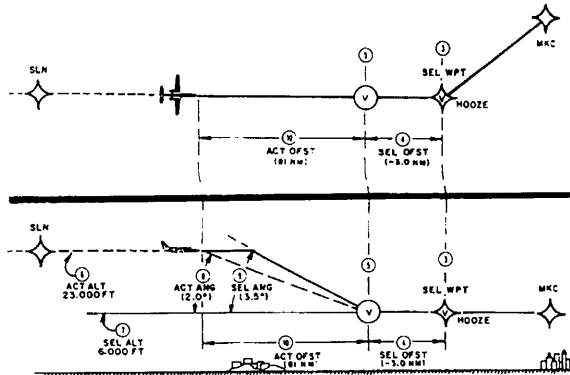 MKC
SLN
5
3
SEL WPT
V
V
HOOZE
10
4
ACT OFST
(81 NM)
SEL OFST
(-3.0 NM)
SLN
5
3
6
ACT ALT
23.000 FT
8
ACT ANG
(2.0°)
9
SEL ANG
(3.5°)
SEL WPT
MKC
V
V
HOOZE
7
SEL ALT
6.000 FT
10
ACT OFST
(81 NM)
4
SEL OFST
(-3.0 NM)